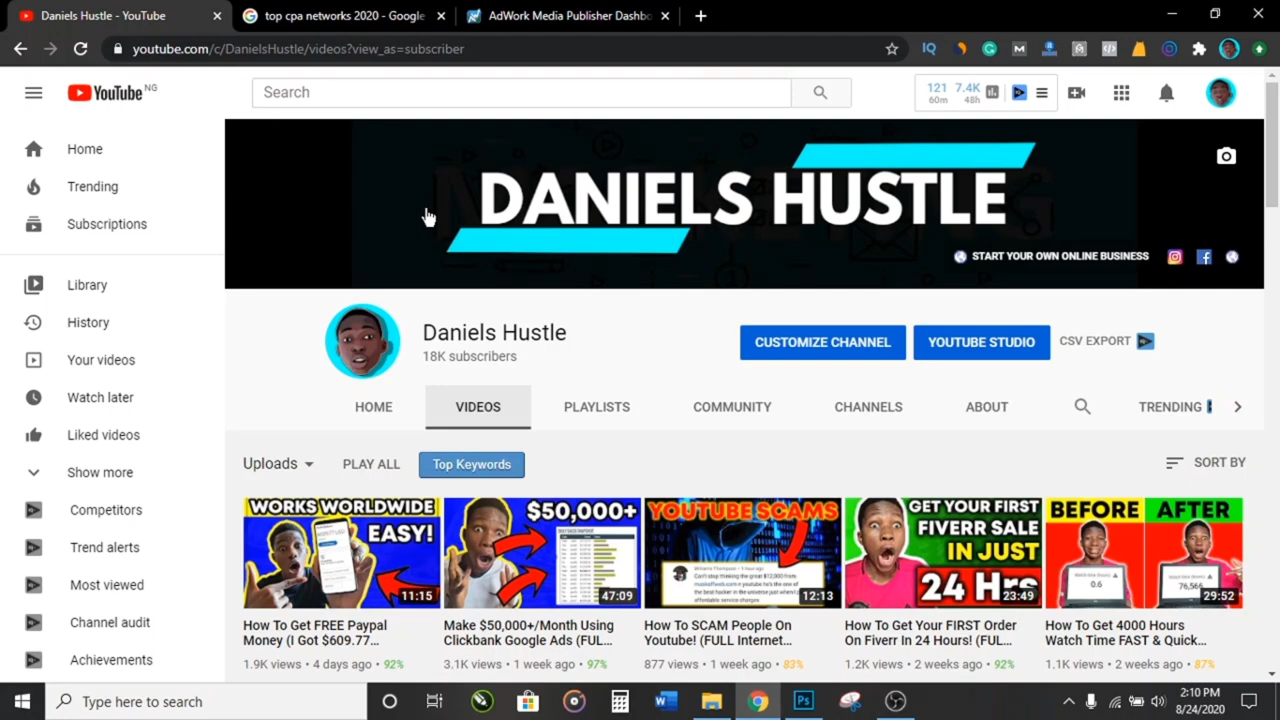 Daniels Hustle - YouTube
top cpa networks 2020 - Google
AdWork Media Publisher Dashbo
youtube.com/c/DanielsHustle/videos?view_as=subscriber
YouTube NG
Search
121 7.4K
60m 48h
Home
Trending
Subscriptions
Library
History
Your videos
Watch later
Liked videos
Show more
Competitors
Trend alerts
Most viewed
Channel audit
Achievements
DANIELS HUSTLE
START YOUR OWN ONLINE BUSINESS
Daniels Hustle
18K subscribers
CUSTOMIZE CHANNEL
YOUTUBE STUDIO
CSV EXPORT
HOME
VIDEOS
PLAYLISTS
COMMUNITY
CHANNELS
ABOUT
TRENDING
Uploads
PLAY ALL
Top Keywords
SORT BY
WORKS WORLDWIDE
EASY!
11:15
How To Get FREE Paypal
Money (I Got $609.77...
1.9K views • 4 days ago • 92%
$50,000+
47:09
Make $50,000+/Month Using
Clickbank Google Ads (FUL...
3.1K views • 1 week ago • 97%
YOUTUBE SCAMS
12:13
How To SCAM People On
Youtube! (FULL Internet...
877 views • 1 week ago • 83%
GET YOUR FIRST
FIVERR SALE
IN JUST
24 Hrs
23:49
How To Get Your FIRST Order
On Fiverr In 24 Hours! (FUL...
1.2K views • 2 weeks ago • 92%
BEFORE
AFTER
0.6
76,564
29:52
How To Get 4000 Hours
Watch Time FAST & Quick...
1.1K views • 2 weeks ago • 87%
Type here to search
2:10 PM
8/24/2020